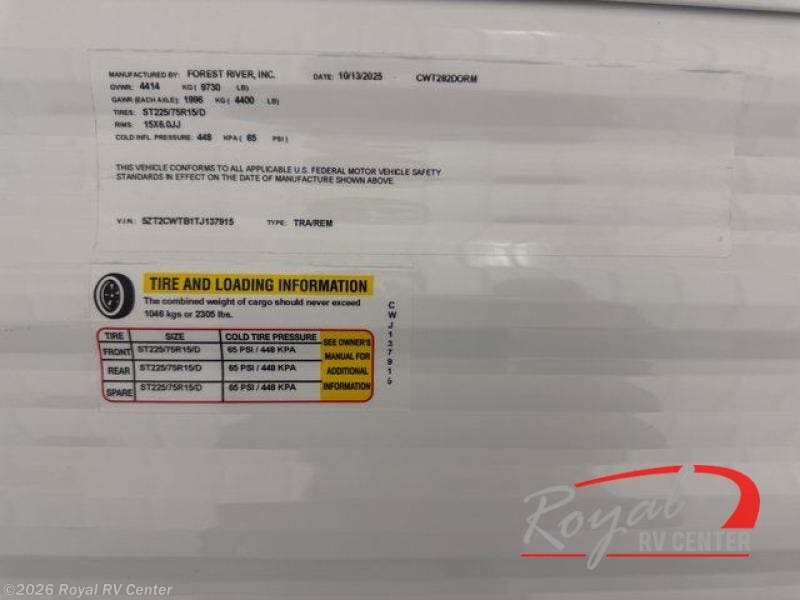 MANUFACTURED BY: FOREST RIVER, INC. DATE: 10/13/2025 CWT282DORM
GVWR: 4414 KG ( 9730 LB)
GAWR (EACH AXLE): 1996 KG ( 4400 LB)
TIRES: ST225/75R15/D
RIMS: 15X6.0JJ
COLD INFL. PRESSURE: 448 KPA ( 65 PSI )
THIS VEHICLE CONFORMS TO ALL APPLICABLE U.S. FEDERAL MOTOR VEHICLE SAFETY
STANDARDS IN EFFECT ON THE DATE OF MANUFACTURE SHOWN ABOVE.
V.I.N.: 5ZT2CWTB1TJ137915 TYPE: TRA/REM
TIRE AND LOADING INFORMATION
The combined weight of cargo should never exceed
1046 kgs or 2305 lbs.
CWJ137915
TIRE SIZE COLD TIRE PRESSURE
FRONT ST225/75R15/D 65 PSI / 448 KPA
REAR ST225/75R15/D 65 PSI / 448 KPA
SPARE ST225/75R15/D 65 PSI / 448 KPA
SEE OWNER'S
MANUAL FOR
ADDITIONAL
INFORMATION
Royal
RV CENTER
©2026 Royal RV Center